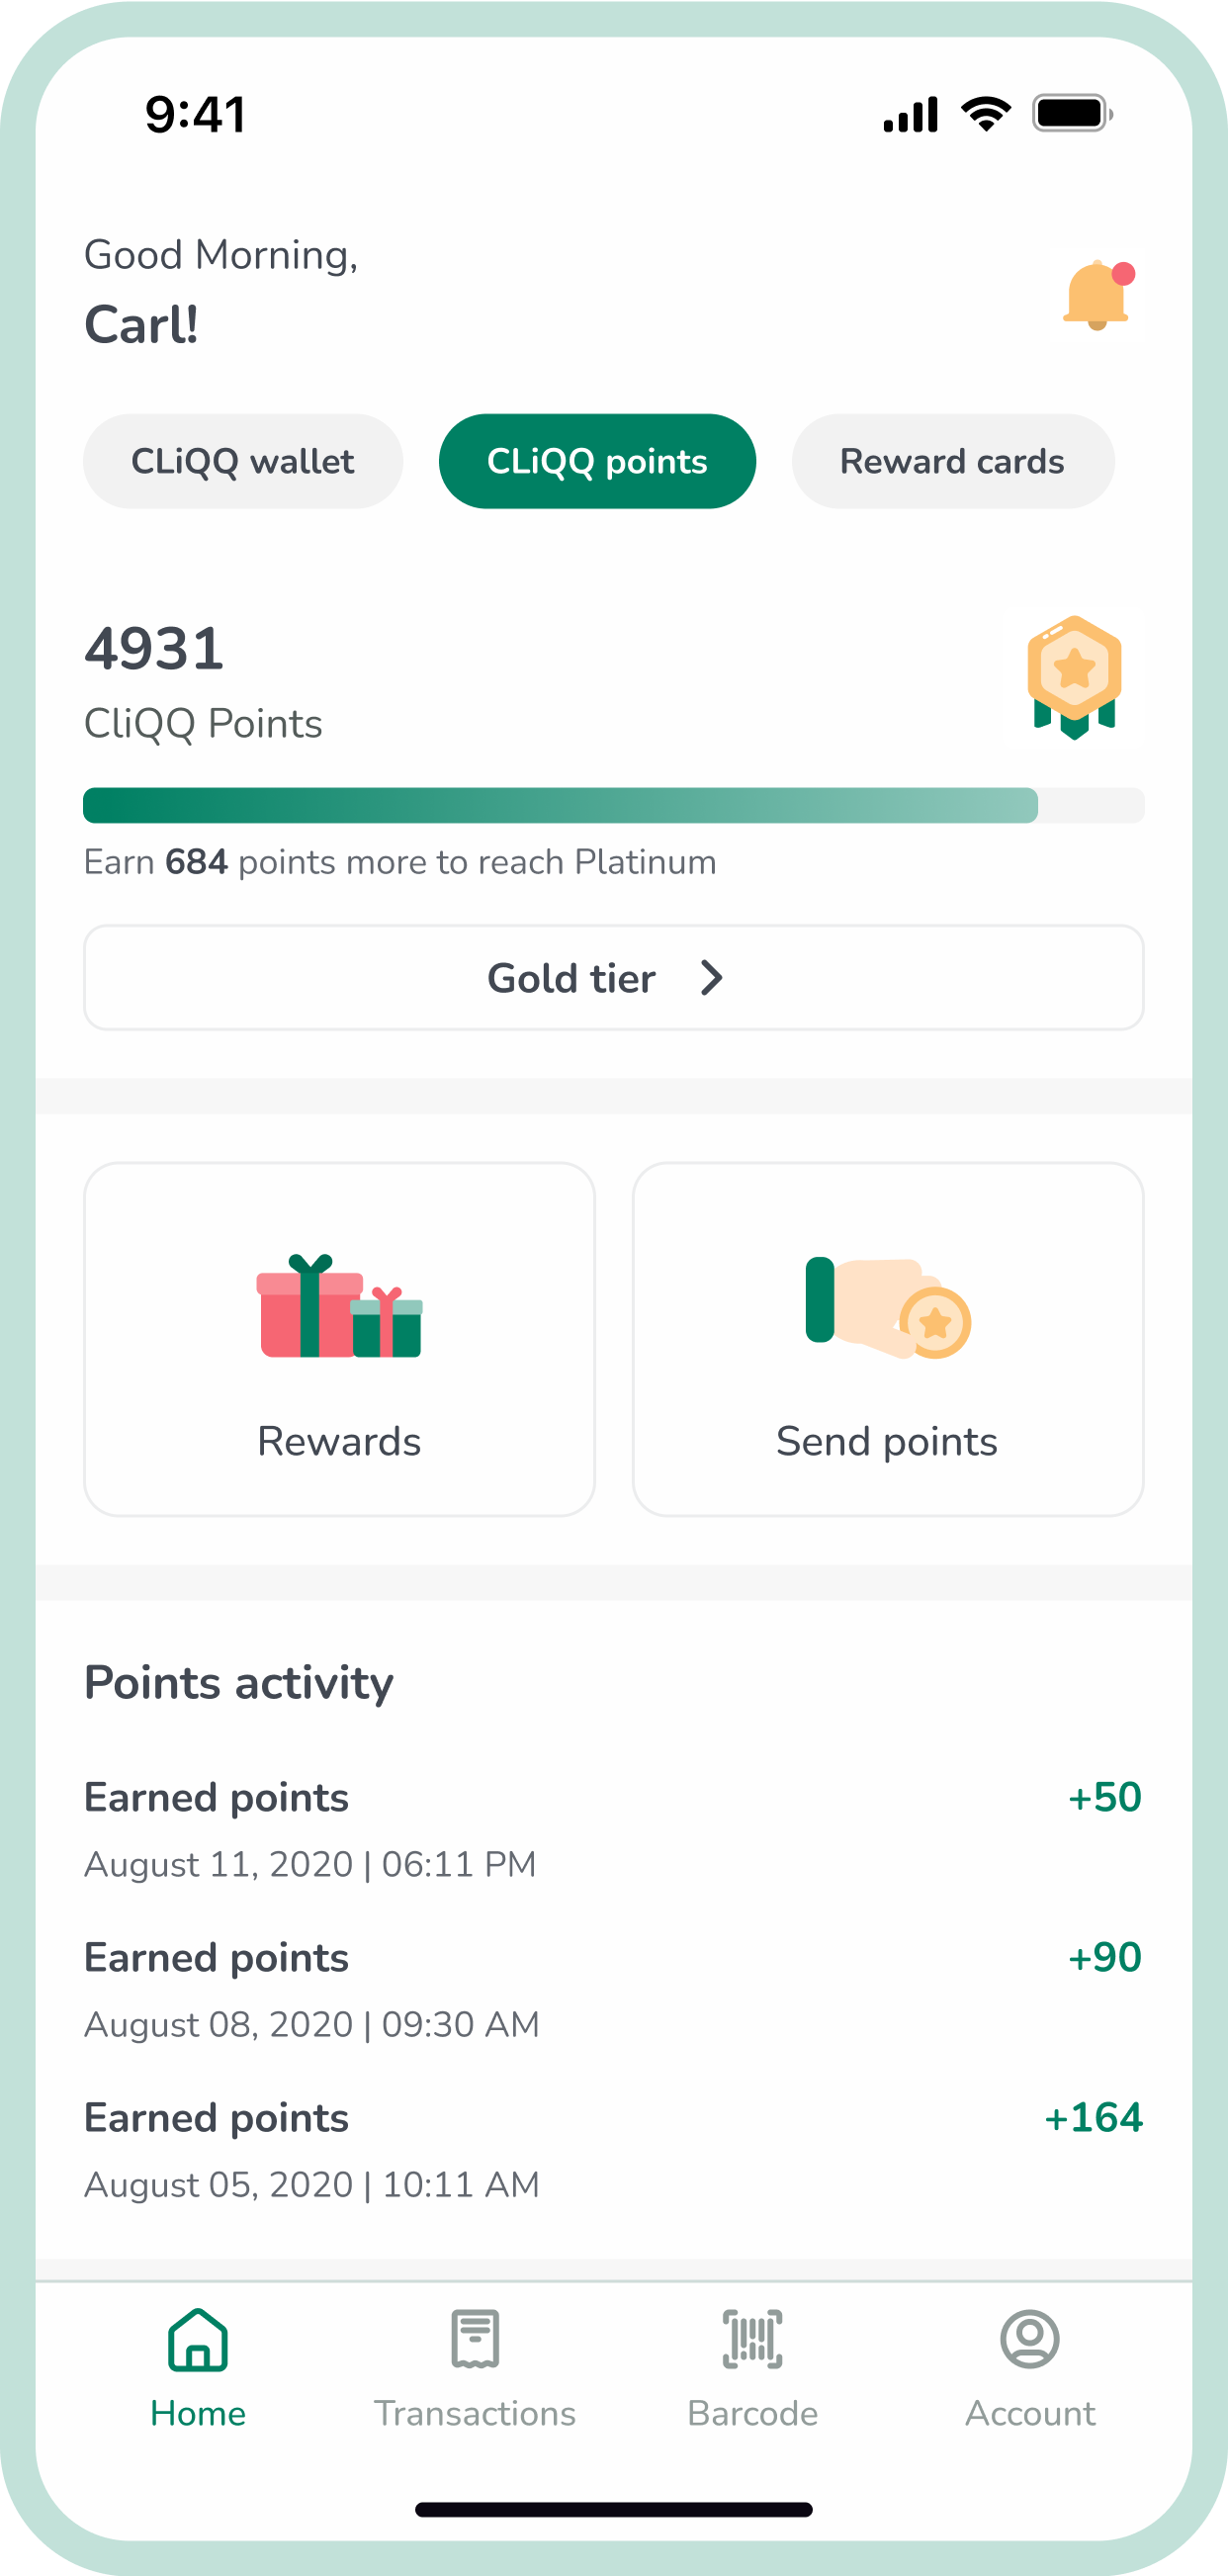 9:41
Good Morning,
Carl!
CLiQQ wallet
CLiQQ points
Reward cards
4931
CliQQ Points
Earn 684 points more to reach Platinum
Gold tier
Rewards
Send points
Points activity
Earned points
+50
August 11, 2020 | 06:11 PM
Earned points
+90
August 08, 2020 | 09:30 AM
Earned points
+164
August 05, 2020 | 10:11 AM
Home
Transactions
Barcode
Account